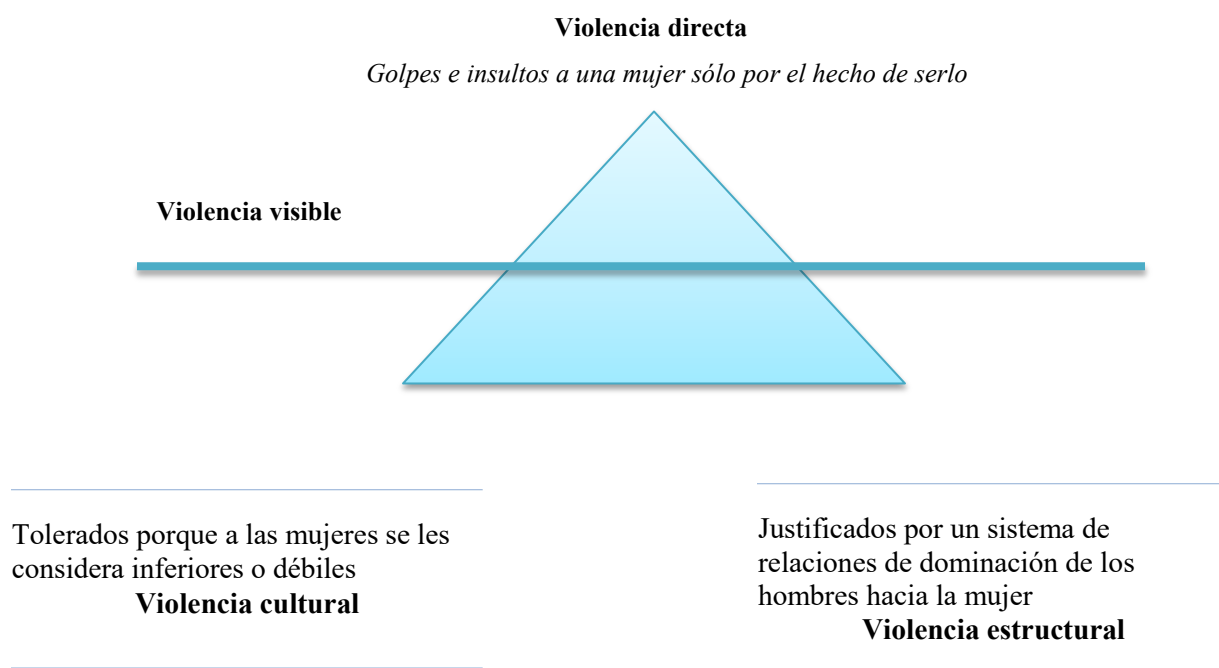 Violencia directa
Golpes e insultos a una mujer sólo por el hecho de serlo
Violencia visible
Tolerados porque a las mujeres se les
considera inferiores o débiles
Violencia cultural
Justificados por un sistema de
relaciones de dominación de los
hombres hacia la mujer
Violencia estructural